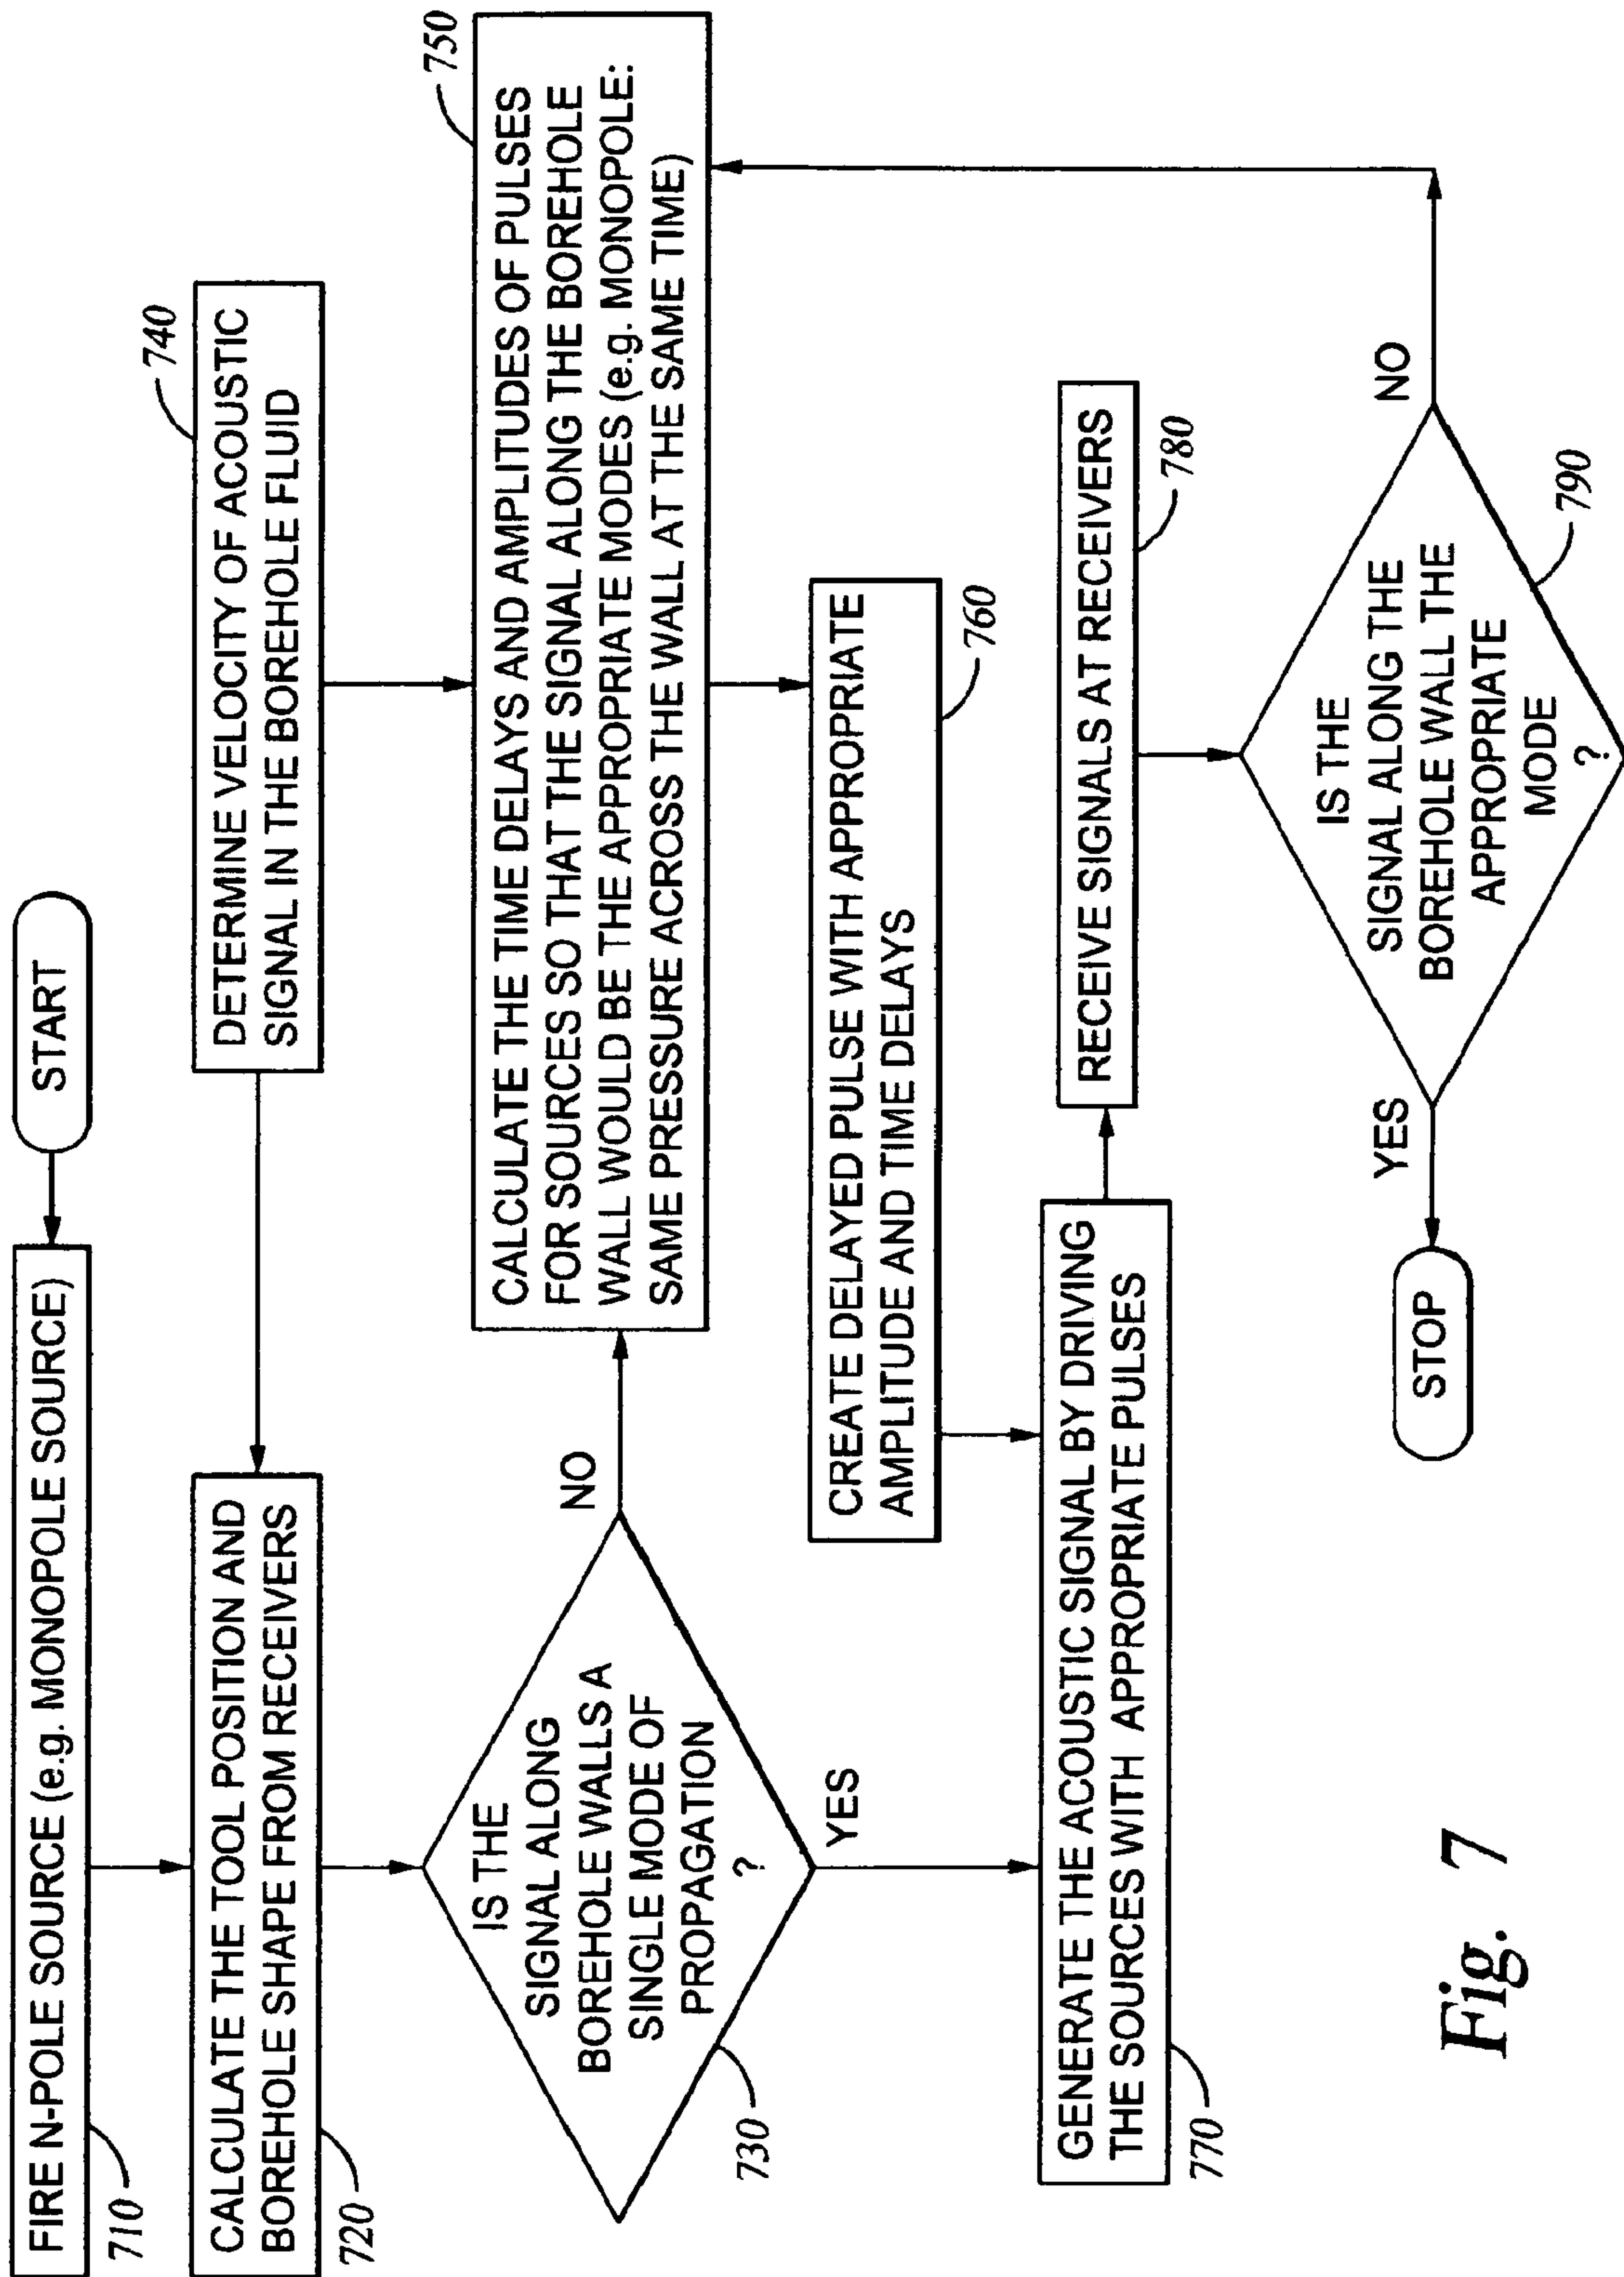 START
FIRE N-POLE SOURCE (e.g. MONOPOLE SOURCE)
710
CALCULATE THE TOOL POSITION AND
BOREHOLE SHAPE FROM RECEIVERS
720
DETERMINE VELOCITY OF ACOUSTIC
SIGNAL IN THE BOREHOLE FLUID
740
IS THE
SIGNAL ALONG
BOREHOLE WALLS A
SINGLE MODE OF
PROPAGATION
?
730
NO
YES
CALCULATE THE TIME DELAYS AND AMPLITUDES OF PULSES
FOR SOURCES SO THAT THE SIGNAL ALONG THE BOREHOLE
WALL WOULD BE THE APPROPRIATE MODES (e.g. MONOPOLE:
SAME PRESSURE ACROSS THE WALL AT THE SAME TIME)
750
CREATE DELAYED PULSE WITH APPROPRIATE
AMPLITUDE AND TIME DELAYS
760
GENERATE THE ACOUSTIC SIGNAL BY DRIVING
THE SOURCES WITH APPROPRIATE PULSES
770
RECEIVE SIGNALS AT RECEIVERS
780
IS THE
SIGNAL ALONG THE
BOREHOLE WALL THE
APPROPRIATE
MODE
?
790
NO
YES
STOP
Fig. 7